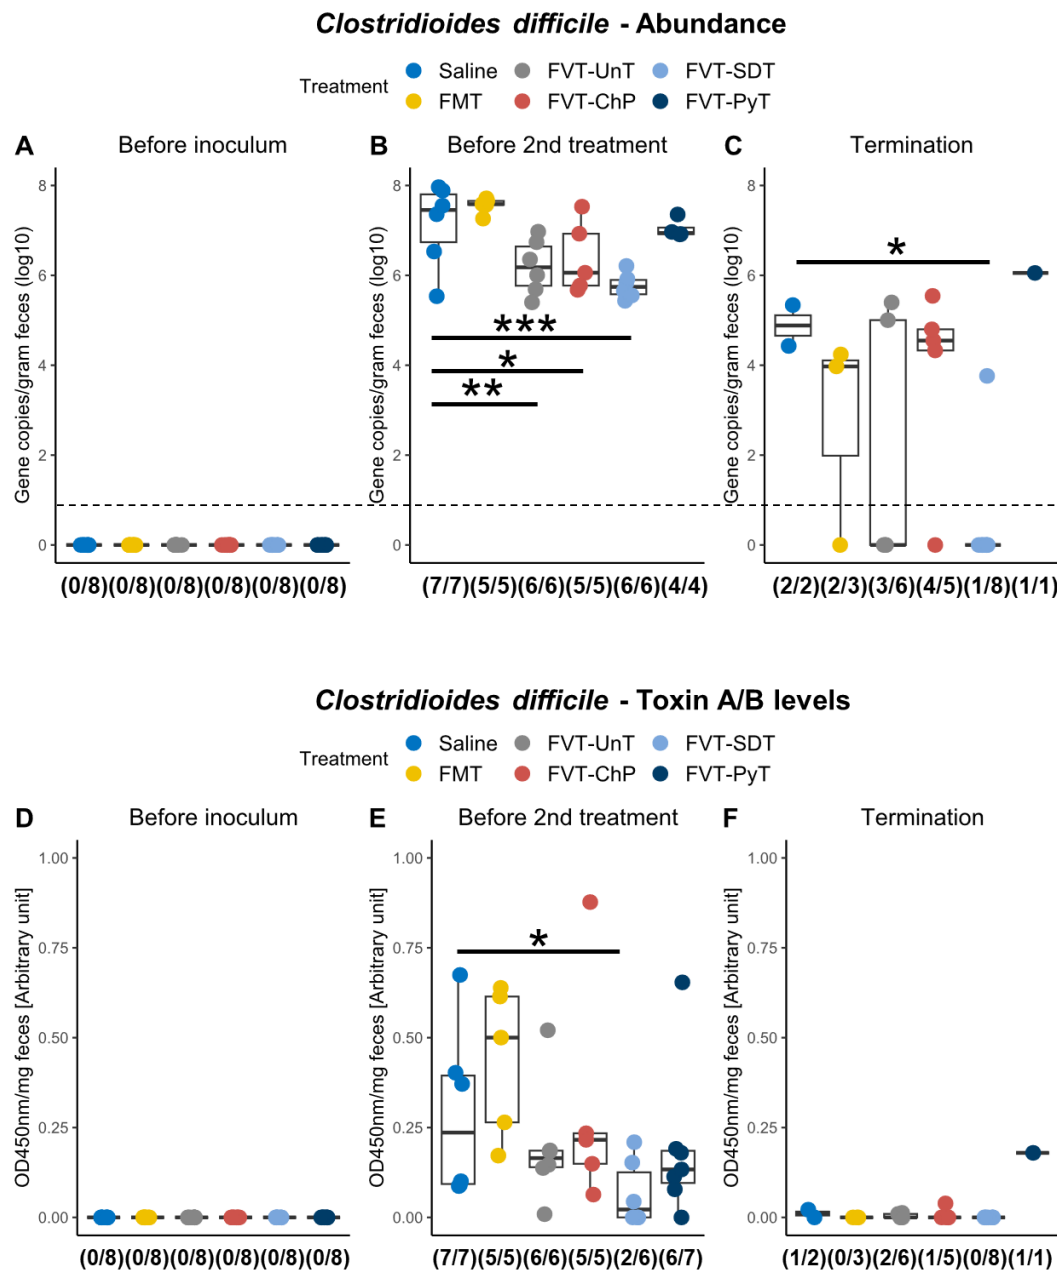 Clostridioides difficile - Abundance
Treatment
Saline
FVT-UnT
FVT-SDT
FMT
FVT-ChP
FVT-PyT
A
Before inoculum
B
Before 2nd treatment
C
Termination
Gene copies/gram feces (log10)
8
6
4
2
0
(0/8)(0/8)(0/8)(0/8)(0/8)(0/8)
Gene copies/gram feces (log10)
8
6
4
2
0
***
*
**
(7/7)(5/5)(6/6)(5/5)(6/6)(4/4)
Gene copies/gram feces (log10)
8
6
4
2
0
*
(2/2)(2/3)(3/6)(4/5)(1/8)(1/1)
Clostridioides difficile - Toxin A/B levels
Treatment
Saline
FVT-UnT
FVT-SDT
FMT
FVT-ChP
FVT-PyT
D
Before inoculum
E
Before 2nd treatment
F
Termination
OD450nm/mg feces [Arbitrary unit]
1.00
0.75
0.50
0.25
0.00
(0/8)(0/8)(0/8)(0/8)(0/8)(0/8)
OD450nm/mg feces [Arbitrary unit]
1.00
0.75
0.50
0.25
0.00
*
(7/7)(5/5)(6/6)(5/5)(2/6)(6/7)
OD450nm/mg feces [Arbitrary unit]
1.00
0.75
0.50
0.25
0.00
(1/2)(0/3)(2/6)(1/5)(0/8)(1/1)